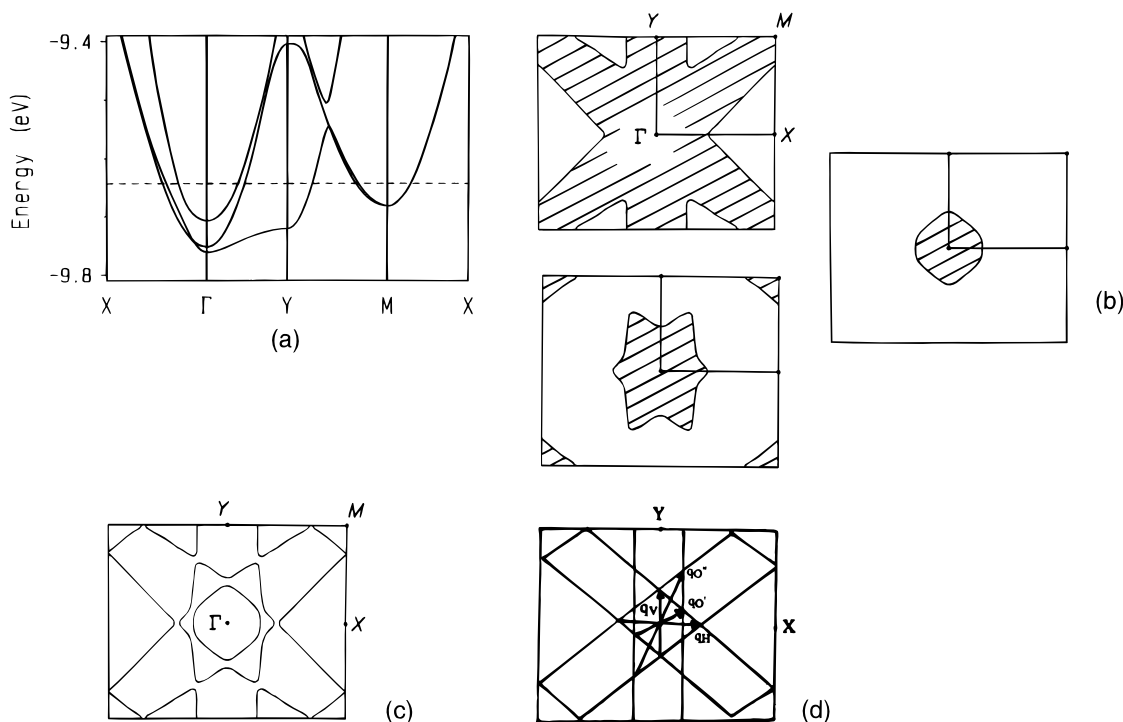 Energy (eV)
-9.4
-9.8
X Γ Y M X
(a)
Y M
Γ X
(b)
Y M
Γ X
(c)
Y
qo"
qv qo'
qH
X
(d)